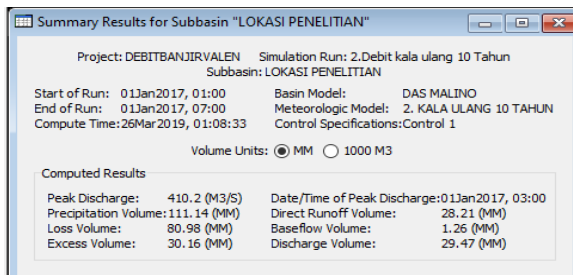 Summary Results for Subbasin "LOKASI PENELITIAN"
Project: DEBITBANJIRVALEN Simulation Run: 2.Debit kala ulang 10 Tahun
Subbasin: LOKASI PENELITIAN
Start of Run: 01Jan2017, 01:00 Basin Model: DAS MALINO
End of Run: 01Jan2017, 07:00 Meteorologic Model: 2. KALA ULANG 10 TAHUN
Compute Time:26Mar2019, 01:08:33 Control Specifications:Control 1
Volume Units: MM 1000 M3
Computed Results
Peak Discharge: 410.2 (M3/S) Date/Time of Peak Discharge:01Jan2017, 03:00
Precipitation Volume:111.14 (MM) Direct Runoff Volume: 28.21 (MM)
Loss Volume: 80.98 (MM) Baseflow Volume: 1.26 (MM)
Excess Volume: 30.16 (MM) Discharge Volume: 29.47 (MM)